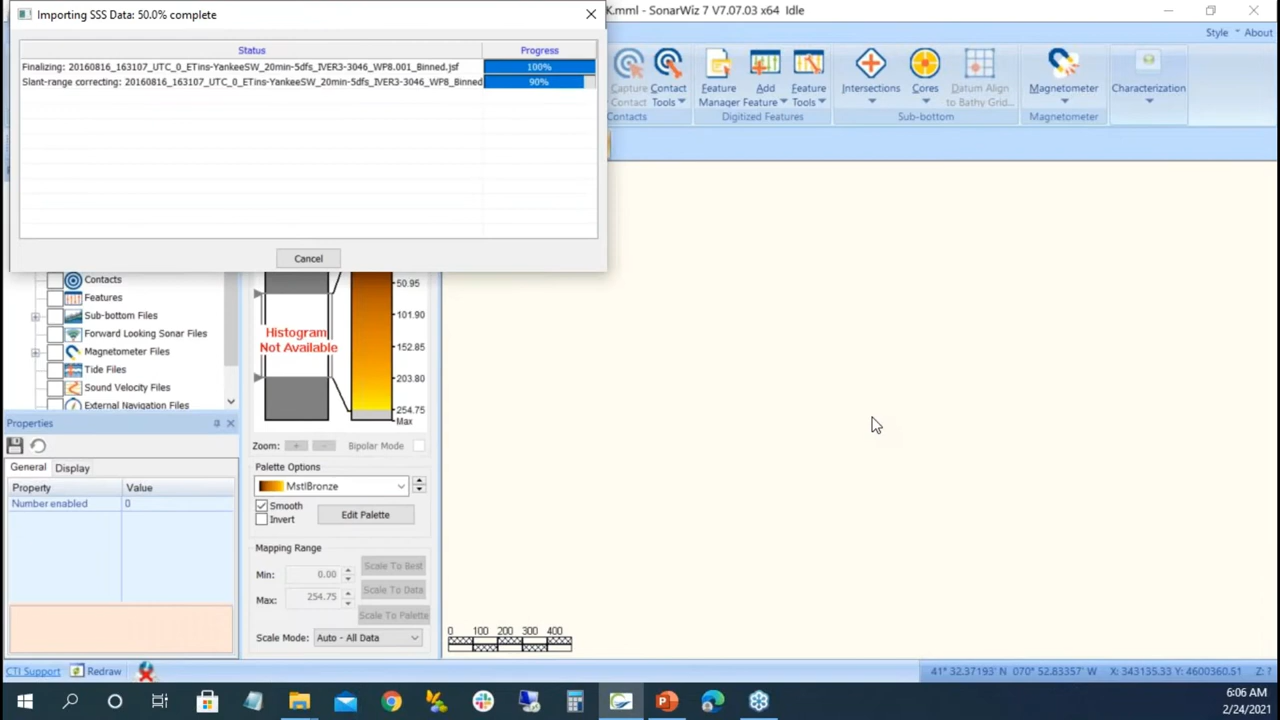 Importing SSS Data: 50.0% complete
K.mml - SonarWiz 7 V7.07.03 x64 Idle
Style About
Status Progress
Finalizing: 20160816_163107_UTC_0_ETins-YankeeSW_20min-5dfs_IVER3-3046_WP8.001_Binned.jsf 100%
Slant-range correcting: 20160816_163107_UTC_0_ETins-YankeeSW_20min-5dfs_IVER3-3046_WP8_Binned 90%
Cancel
Capture Contact
Contact Tools
Contacts
Feature Manager
Add Feature
Feature Tools
Digitized Features
Intersections
Cores
Datum Align to Bathy Grid...
Sub-bottom
Magnetometer
Magnetometer
Characterization
Contacts
Features
Sub-bottom Files
Forward Looking Sonar Files
Magnetometer Files
Tide Files
Sound Velocity Files
External Navigation Files
Histogram
Not Available
50.95
101.90
152.85
203.80
254.75
Max
Zoom: + - Bipolar Mode
Palette Options
MstlBronze
Smooth
Invert
Edit Palette
Mapping Range
Min: 0.00 Scale To Best
Scale To Data
Max: 254.75
Scale To Palette
Scale Mode: Auto - All Data
Properties
General Display
Property Value
Number enabled 0
0 100 200 300 400
CTI Support Redraw
41° 32.37193' N 070° 52.83357' W X: 343135.33 Y: 4600360.51 Z: ?
6:06 AM
2/24/2021